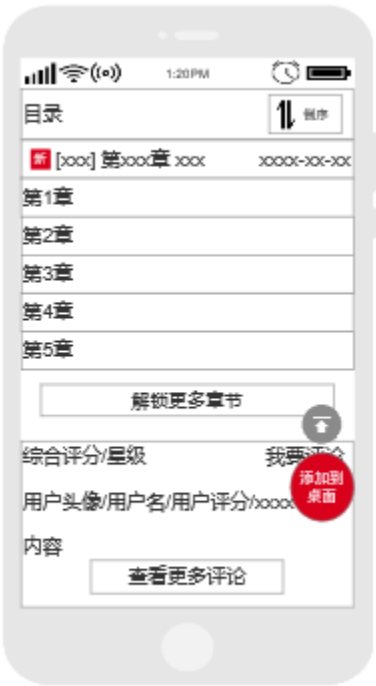 1:20PM
目录 倒序
新 [xxx] 第xxx章 xxx xxxx-xx-xx
第1章
第2章
第3章
第4章
第5章
解锁更多章节
综合评分/星级 我要评论
用户头像/用户名/用户评分/xxxx
添加到
桌面
内容
查看更多评论